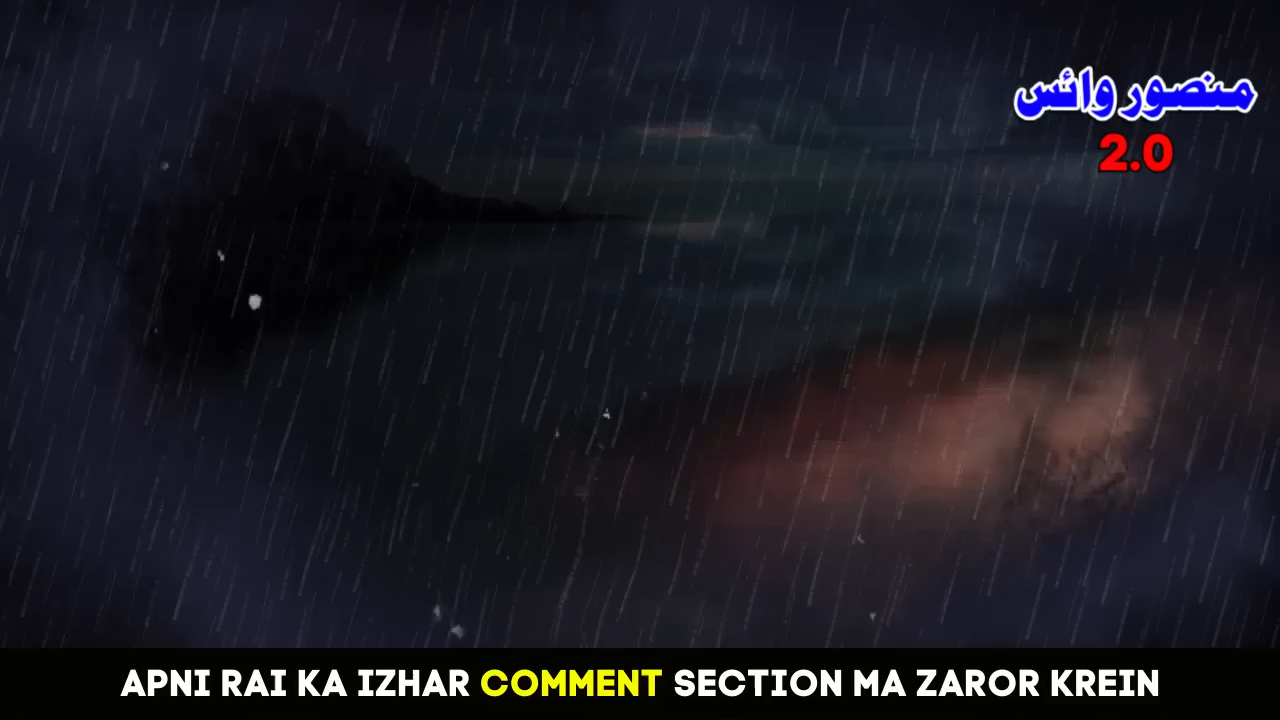 منصور وائس
2.0
APNI RAI KA IZHAR COMMENT SECTION MA ZAROR KREIN